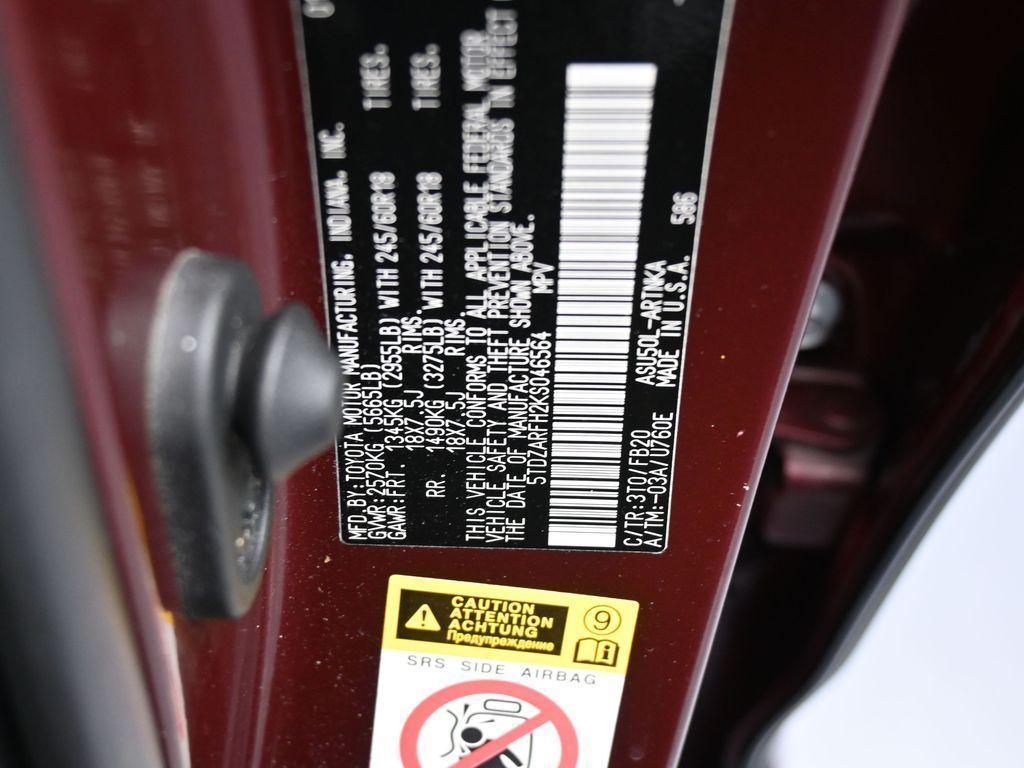 MFD.BY:TOYOTA MOTOR MANUFACTURING, INDIANA, INC.
GVWR:2570KG (5665LB)
GAWR:FRT. 1345KG (2955LB) WITH 245/60R18 TIRES.
18X7.5J RIMS.
RR. 1490KG (3275LB) WITH 245/60R18 TIRES.
18X7.5J RIMS.
THIS VEHICLE CONFORMS TO ALL APPLICABLE FEDERAL MOTOR
VEHICLE SAFETY AND THEFT PREVENTION STANDARDS IN EFFECT
THE DATE OF MANUFACTURE SHOWN ABOVE.
5TDZARFH2KS046564 MPV
C/TR:3T0/FB20 ASU50L-ARTNKA 586
A/TM:-03A/U760E MADE IN U.S.A.
CAUTION
ATTENTION
ACHTUNG
Предупреждение
9
SRS SIDE AIRBAG